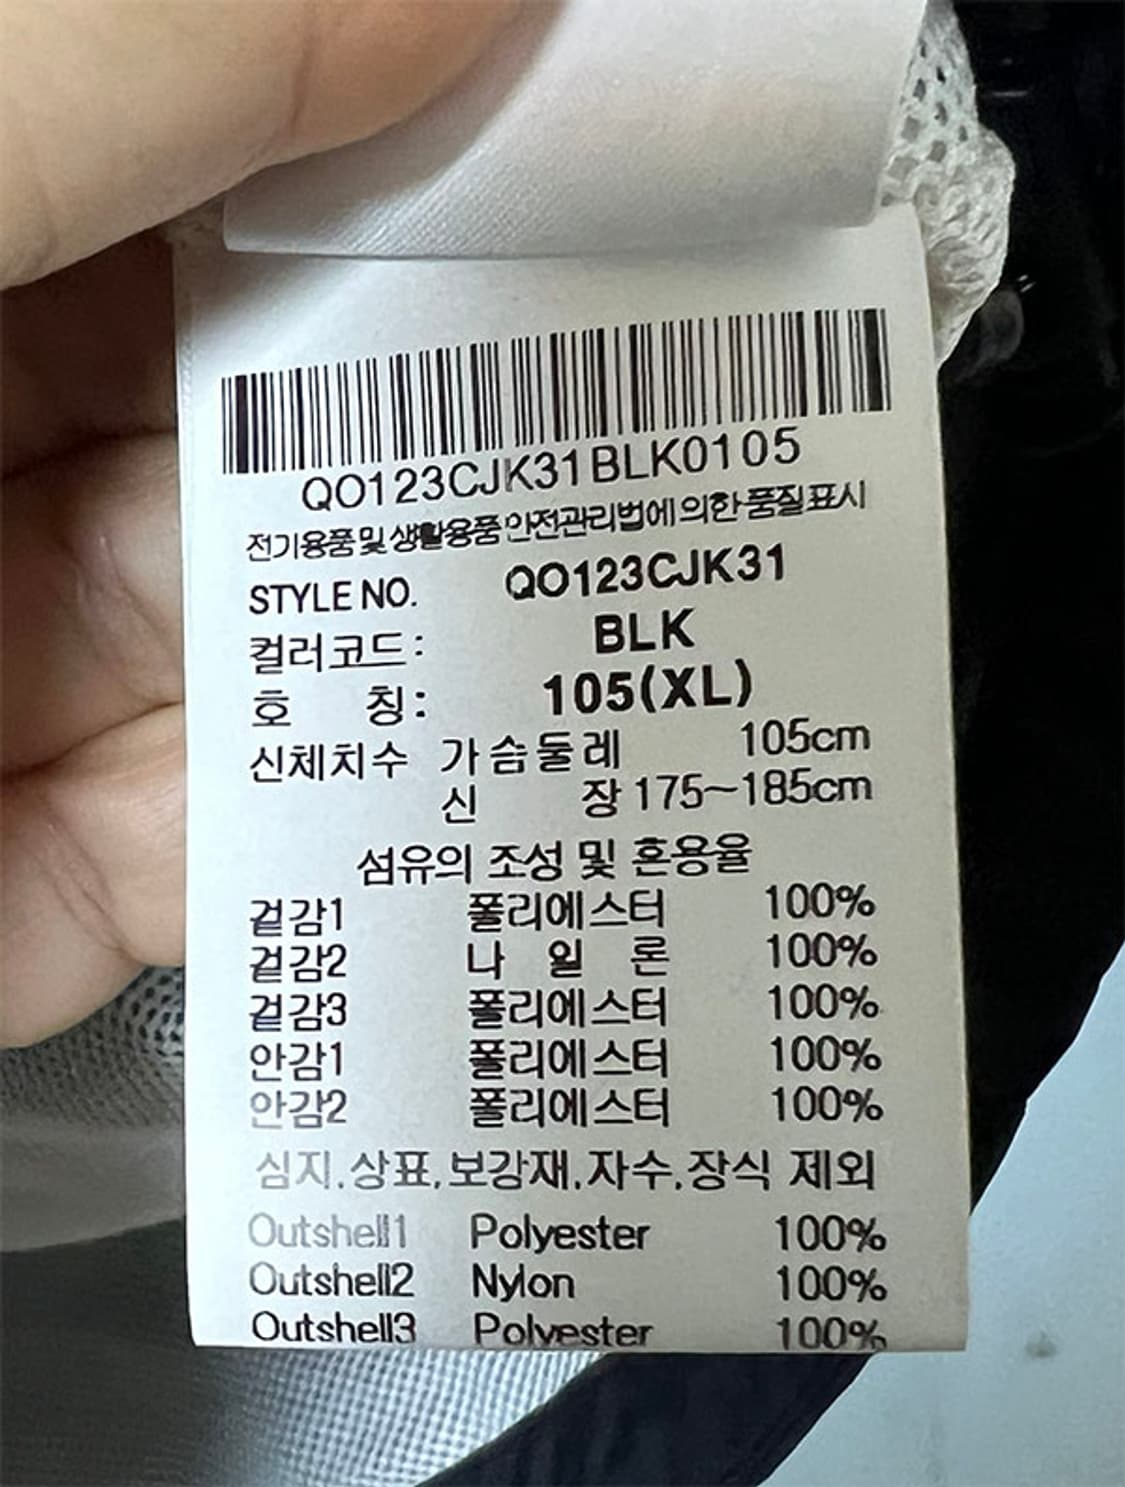 QO123CJK31BLK0105
전기용품 및 생활용품 안전관리법에 의한 품질표시
STYLE NO. QO123CJK31
컬러코드: BLK
호 칭: 105(XL)
신체치수 가슴둘레 105cm
신 장 175~185cm
섬유의 조성 및 혼용율
겉감1 폴리에스터 100%
겉감2 나 일 론 100%
겉감3 폴리에스터 100%
안감1 폴리에스터 100%
안감2 폴리에스터 100%
심지.상표.보강재.자수.장식 제외
Outshell1 Polyester 100%
Outshell2 Nylon 100%
Outshell3 Polyester 100%